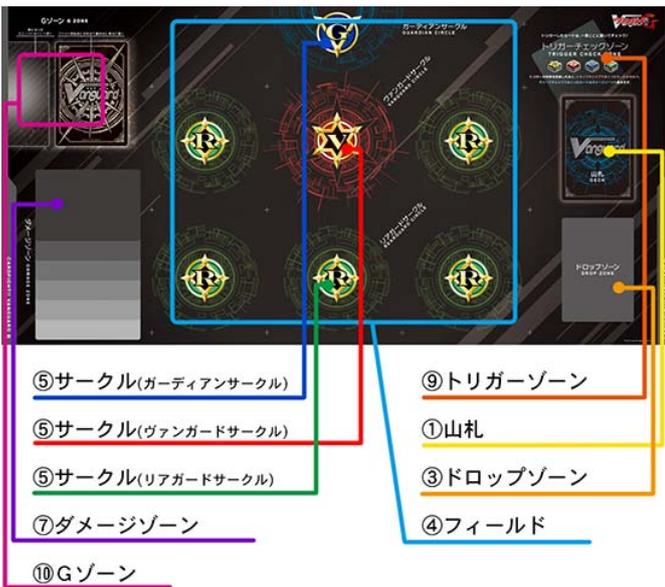 Gゾーン G ZONE
G
ガーディアンサークル
GUARDIAN CIRCLE
トリガーチェックゾーン
TRIGGER CHECK ZONE
Vanguard
ヴァンガードサークル
VANGUARD CIRCLE
R
V
R
Vanguard
山札
DECK
ダメージゾーン DAMAGE ZONE
リアガードサークル
REARGUARD CIRCLE
ドロップゾーン
DROP ZONE
R
R
R
⑤サークル(ガーディアンサークル)
⑤サークル(ヴァンガードサークル)
⑤サークル(リアガードサークル)
⑦ダメージゾーン
⑩Gゾーン
⑨トリガーゾーン
①山札
③ドロップゾーン
④フィールド